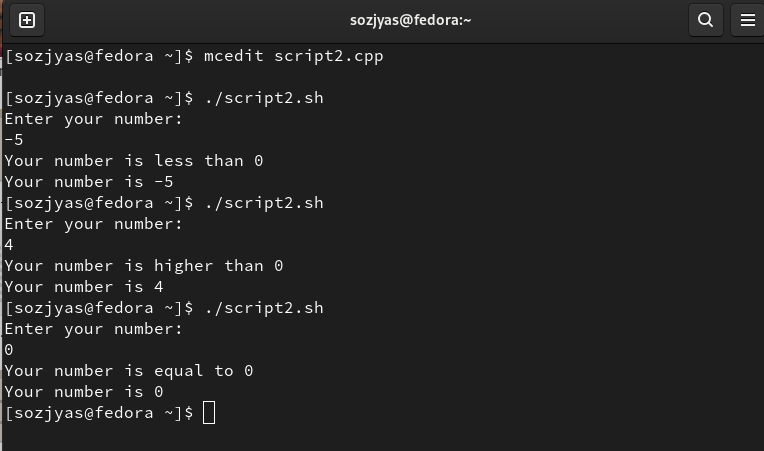 sozjyas@fedora:~
[sozjyas@fedora ~]$ mcedit script2.cpp
[sozjyas@fedora ~]$ ./script2.sh
Enter your number:
-5
Your number is less than 0
Your number is -5
[sozjyas@fedora ~]$ ./script2.sh
Enter your number:
4
Your number is higher than 0
Your number is 4
[sozjyas@fedora ~]$ ./script2.sh
Enter your number:
0
Your number is equal to 0
Your number is 0
[sozjyas@fedora ~]$